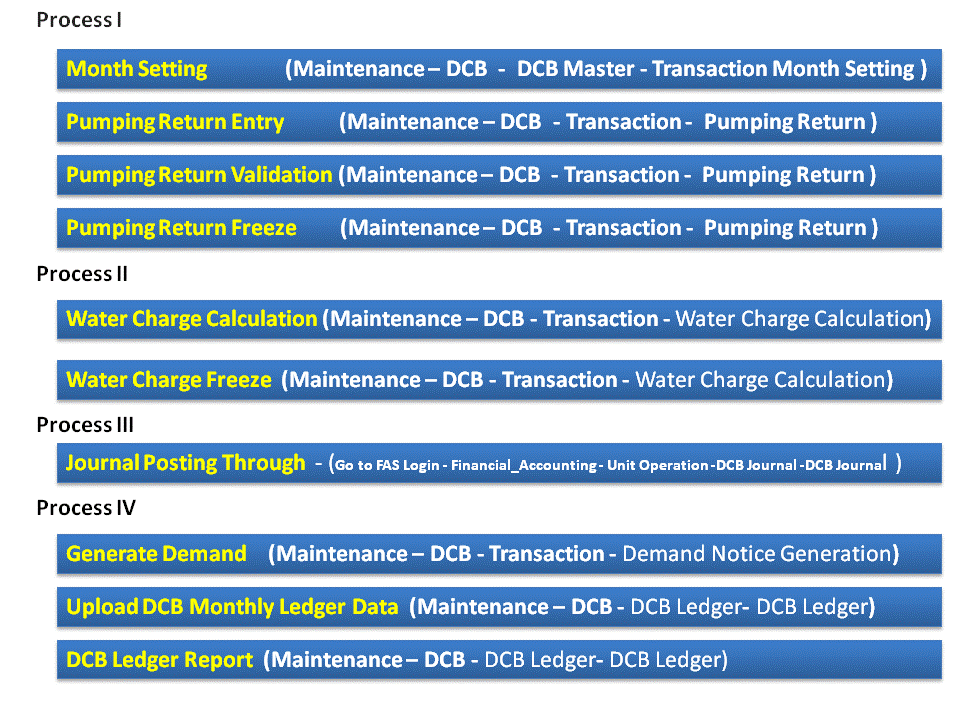 Process I
Month Setting (Maintenance – DCB - DCB Master - Transaction Month Setting )
Pumping Return Entry (Maintenance – DCB - Transaction - Pumping Return )
Pumping Return Validation (Maintenance – DCB - Transaction - Pumping Return )
Pumping Return Freeze (Maintenance – DCB - Transaction - Pumping Return )
Process II
Water Charge Calculation (Maintenance – DCB - Transaction - Water Charge Calculation)
Water Charge Freeze (Maintenance – DCB - Transaction - Water Charge Calculation)
Process III
Journal Posting Through - (Go to FAS Login - Financial_Accounting - Unit Operation -DCB Journal -DCB Journal )
Process IV
Generate Demand (Maintenance – DCB - Transaction - Demand Notice Generation)
Upload DCB Monthly Ledger Data (Maintenance – DCB - DCB Ledger- DCB Ledger)
DCB Ledger Report (Maintenance – DCB - DCB Ledger- DCB Ledger)